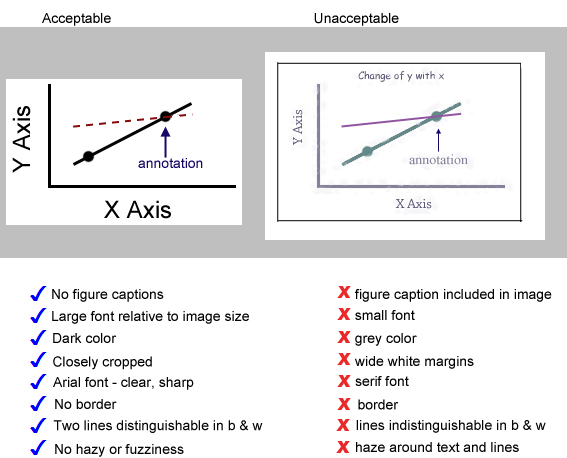 Acceptable
Unacceptable
Y Axis
annotation
X Axis
Change of y with x
Y Axis
annotation
X Axis
No figure captions
Large font relative to image size
Dark color
Closely cropped
Arial font - clear, sharp
No border
Two lines distinguishable in b & w
No hazy or fuzziness
figure caption included in image
small font
grey color
wide white margins
serif font
border
lines indistinguishable in b & w
haze around text and lines